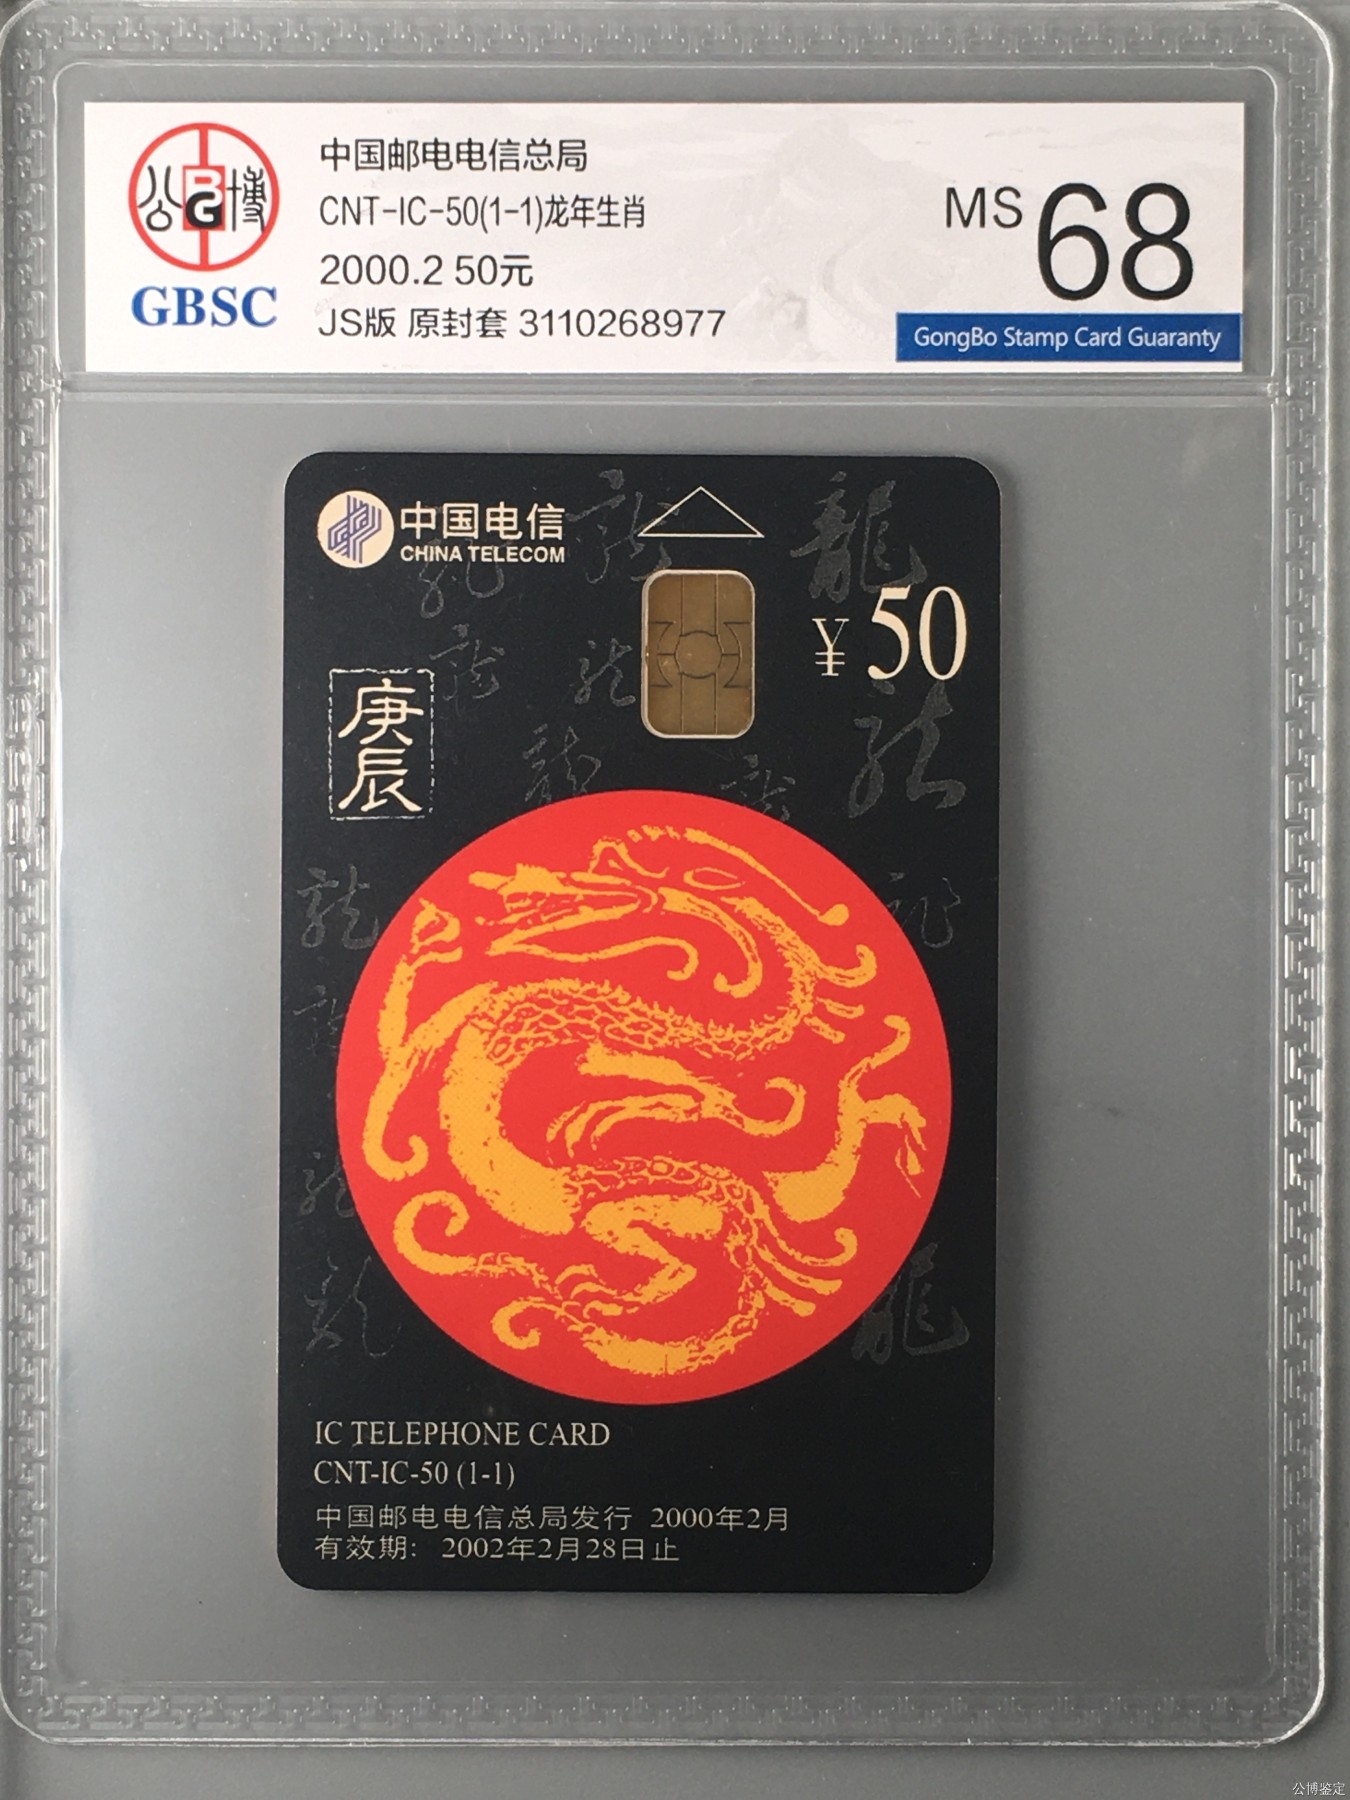 中国邮电电信总局
CNT-IC-50(1-1)龙年生肖
2000.2 50元
JS版 原封套 3110268977
MS 68
公博
BG
GBSC
GongBo Stamp Card Guaranty
中国电信
CHINA TELECOM
龍
¥50
庚辰
IC TELEPHONE CARD
CNT-IC-50 (1-1)
中国邮电电信总局发行 2000年2月
有效期: 2002年2月28日止
公博鉴定